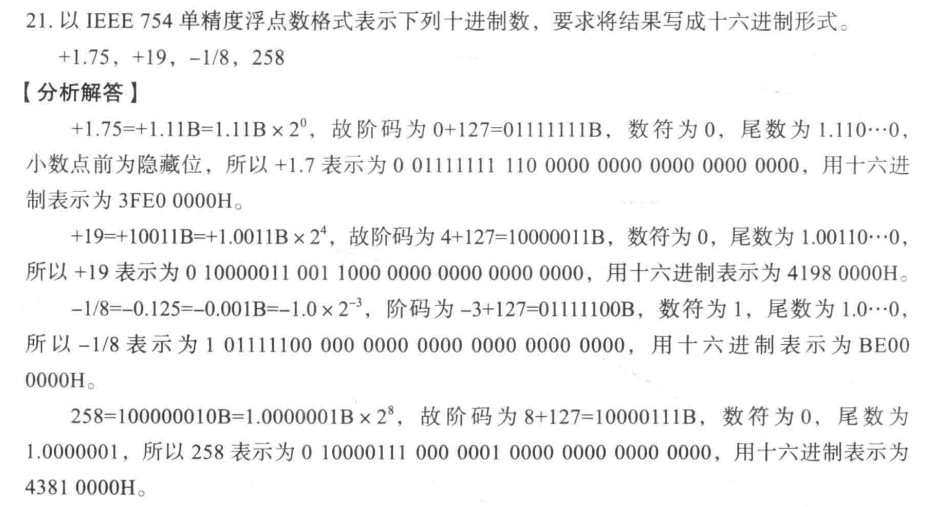 21. 以 IEEE 754 单精度浮点数格式表示下列十进制数，要求将结果写成十六进制形式。
+1.75，+19，-1/8，258
【分析解答】
+1.75=+1.11B=1.11B×2⁰，故阶码为 0+127=01111111B，数符为 0，尾数为 1.110…0，
小数点前为隐藏位，所以 +1.7 表示为 0 01111111 110 0000 0000 0000 0000 0000，用十六进
制表示为 3FE0 0000H。
+19=+10011B=+1.0011B×2⁴，故阶码为 4+127=10000011B，数符为 0，尾数为 1.00110…0，
所以 +19 表示为 0 10000011 001 1000 0000 0000 0000 0000，用十六进制表示为 4198 0000H。
-1/8=-0.125=-0.001B=-1.0×2⁻³，阶码为 -3+127=01111100B，数符为 1，尾数为 1.0…0，
所以 -1/8 表示为 1 01111100 000 0000 0000 0000 0000 0000，用十六进制表示为 BE00
0000H。
258=100000010B=1.0000001B×2⁸，故阶码为 8+127=10000111B，数符为 0，尾数为
1.0000001，所以 258 表示为 0 10000111 000 0001 0000 0000 0000 0000，用十六进制表示为
4381 0000H。